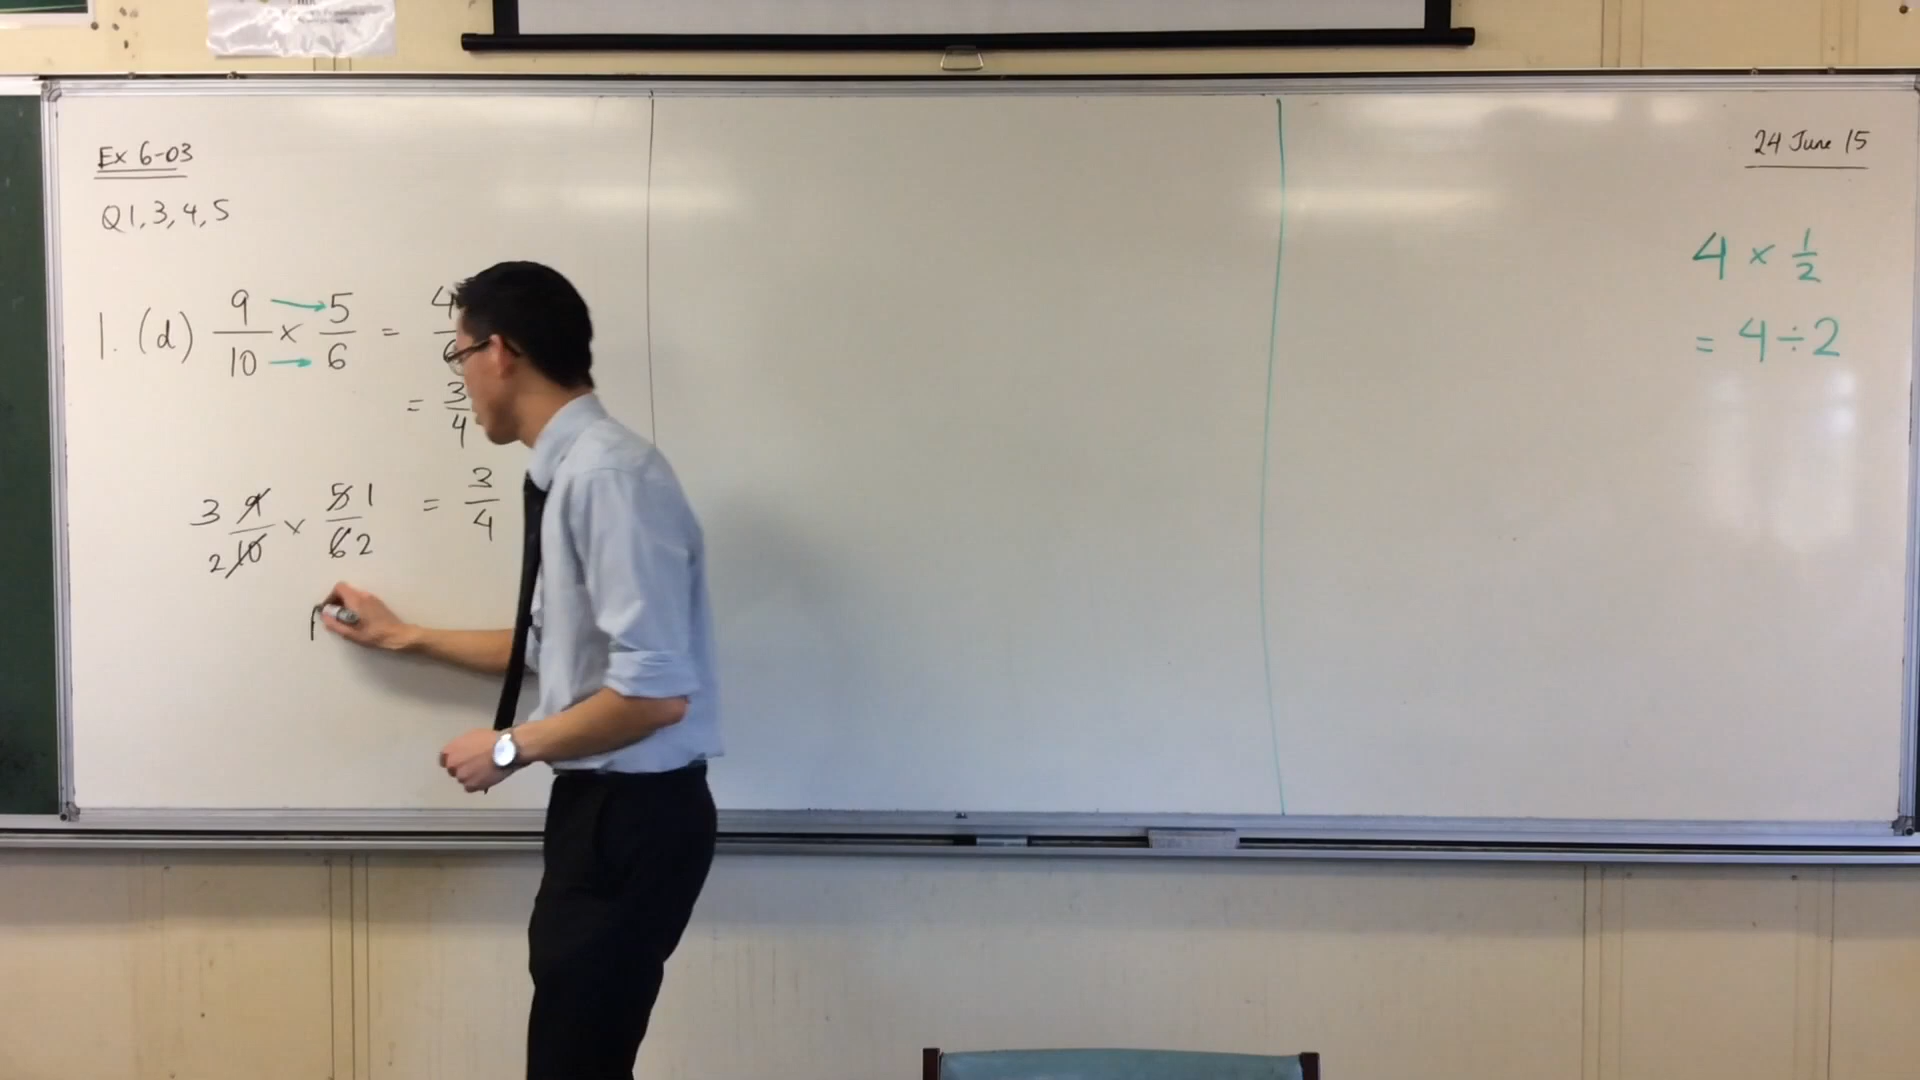 Ex 6-03
Q1, 3, 4, 5
1. (d) 9/10 × 5/6 = 4
= 3/4
3 9/2 10 × 5 1/6 2 = 3/4
24 June 15
4 × 1/2
= 4 ÷ 2